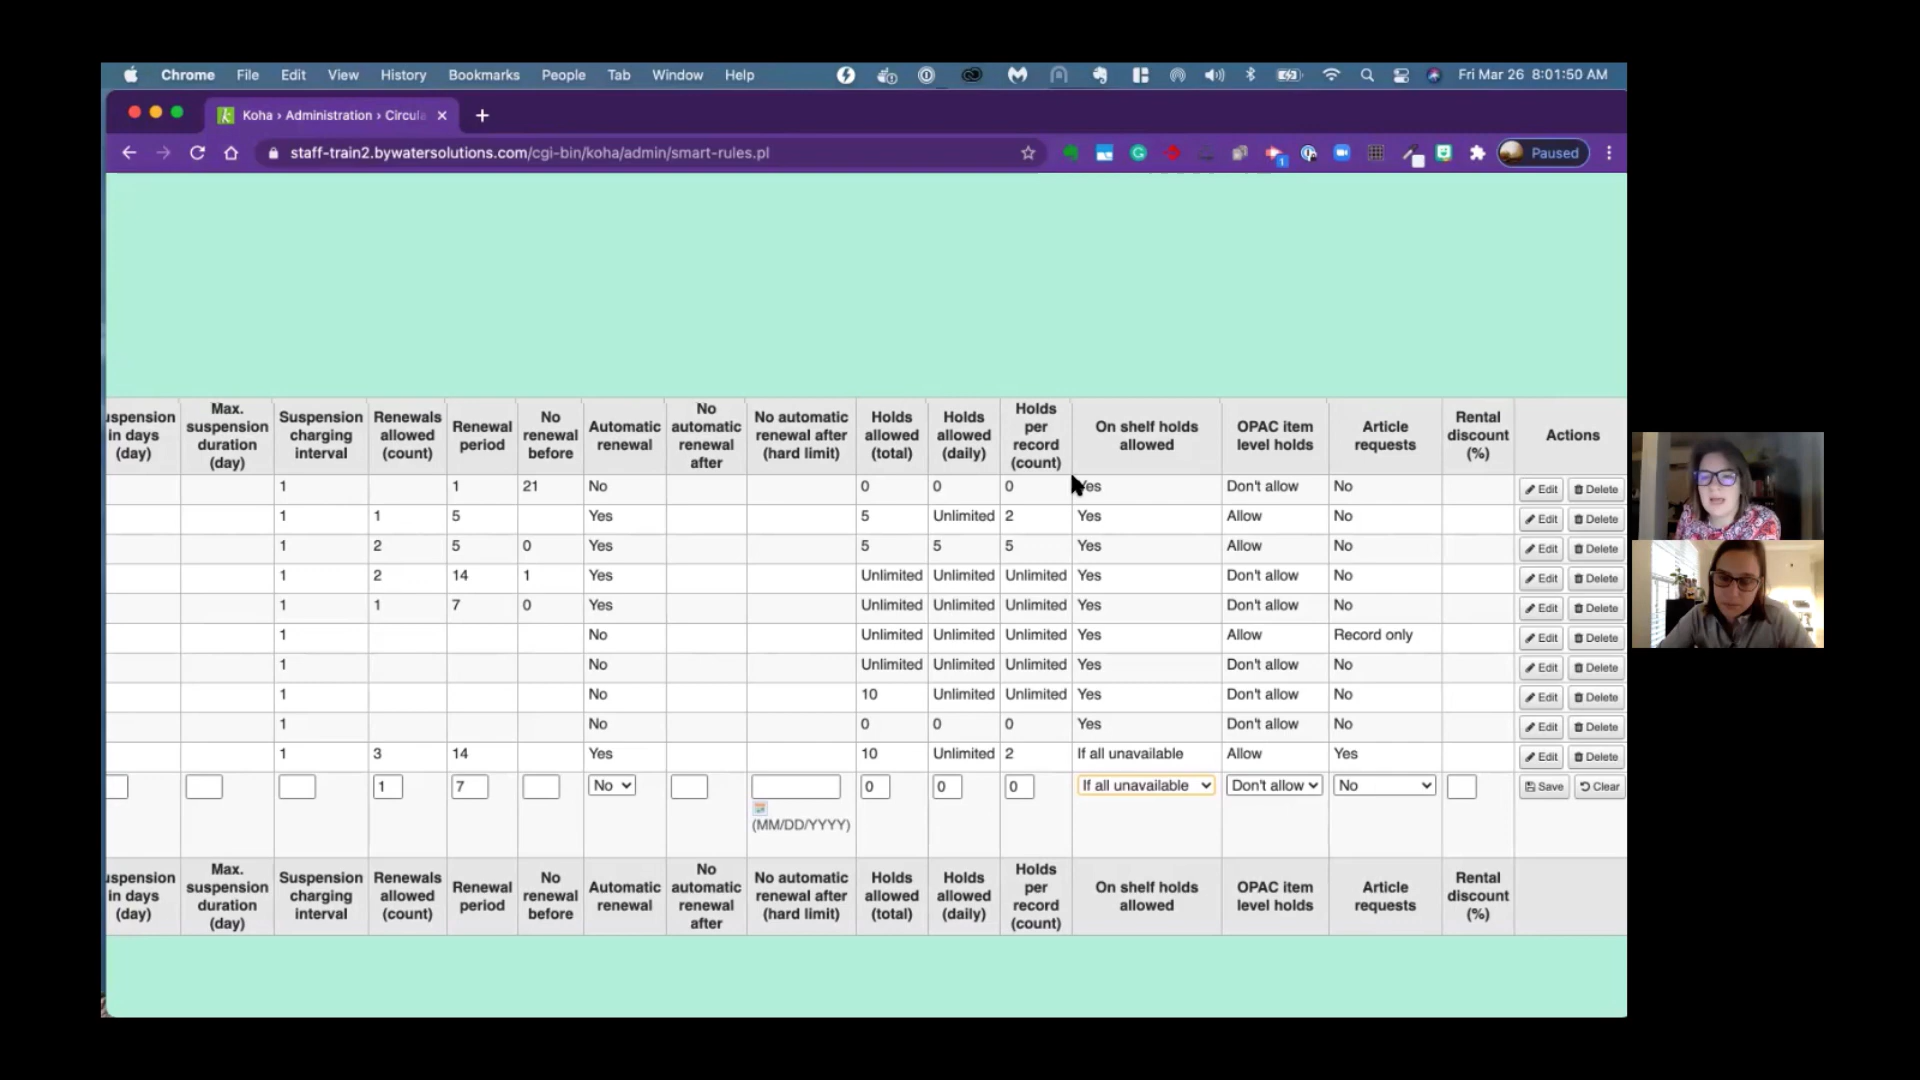 Chrome File Edit View History Bookmarks People Tab Window Help Fri Mar 26 8:01:50 AM
Koha › Administration › Circula
staff-train2.bywatersolutions.com/cgi-bin/koha/admin/smart-rules.pl Paused
uspension in days (day) Max. suspension duration (day) Suspension charging interval Renewals allowed (count) Renewal period No renewal before Automatic renewal No automatic renewal after No automatic renewal after (hard limit) Holds allowed (total) Holds allowed (daily) Holds per record (count) On shelf holds allowed OPAC item level holds Article requests Rental discount (%) Actions
1 1 21 No 0 0 0 Yes Don't allow No Edit Delete
1 1 5 Yes 5 Unlimited 2 Yes Allow No Edit Delete
1 2 5 0 Yes 5 5 5 Yes Allow No Edit Delete
1 2 14 1 Yes Unlimited Unlimited Unlimited Yes Don't allow No Edit Delete
1 1 7 0 Yes Unlimited Unlimited Unlimited Yes Don't allow No Edit Delete
1 No Unlimited Unlimited Unlimited Yes Allow Record only Edit Delete
1 No Unlimited Unlimited Unlimited Yes Don't allow No Edit Delete
1 No 10 Unlimited Unlimited Yes Don't allow No Edit Delete
1 No 0 0 0 Yes Don't allow No Edit Delete
1 3 14 Yes 10 Unlimited 2 If all unavailable Allow Yes Edit Delete
1 7 No 0 0 0 If all unavailable Don't allow No Save Clear
(MM/DD/YYYY)
uspension in days (day) Max. suspension duration (day) Suspension charging interval Renewals allowed (count) Renewal period No renewal before Automatic renewal No automatic renewal after No automatic renewal after (hard limit) Holds allowed (total) Holds allowed (daily) Holds per record (count) On shelf holds allowed OPAC item level holds Article requests Rental discount (%)